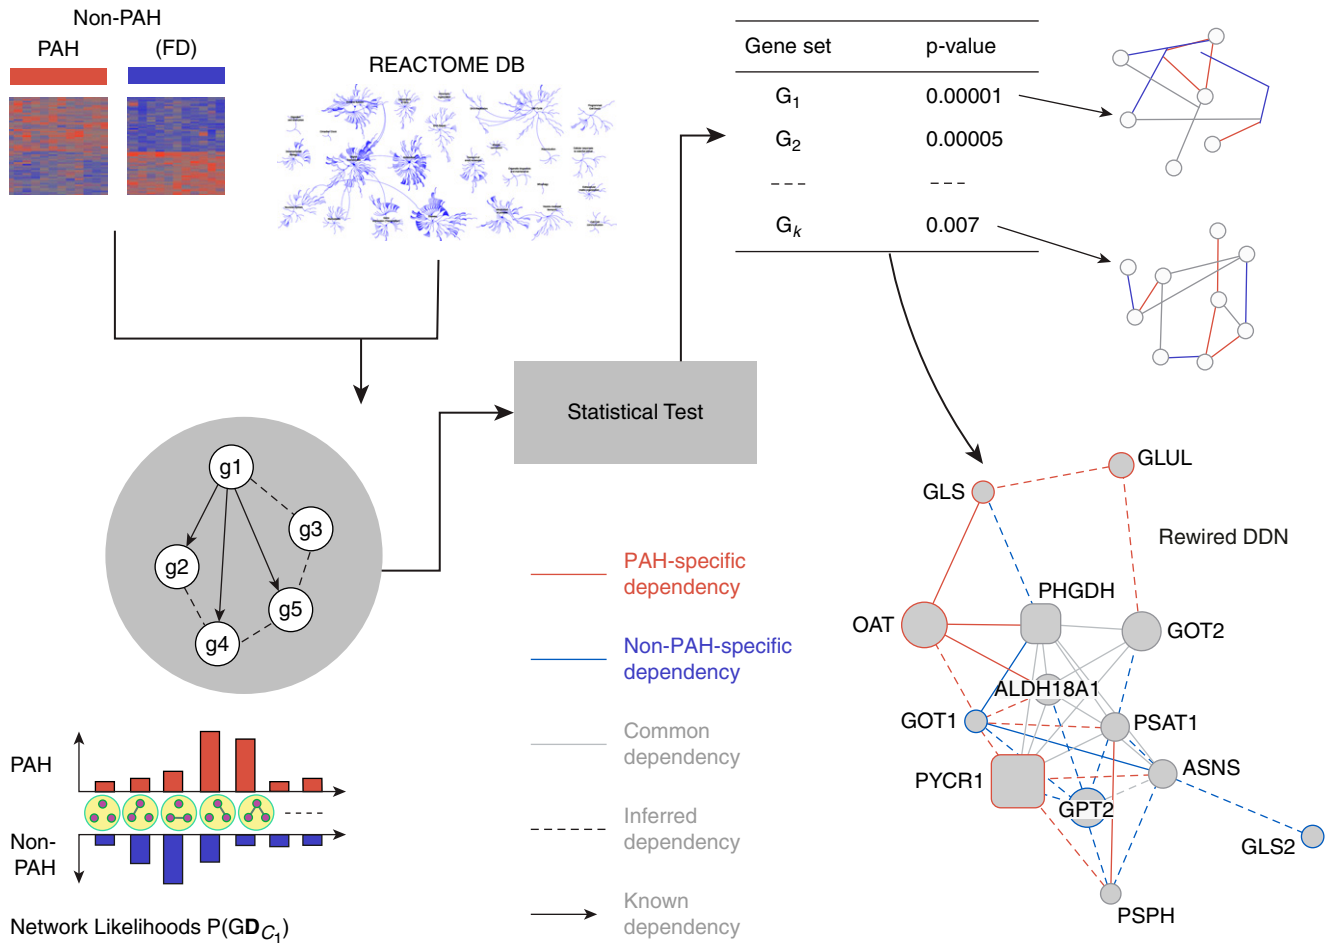 Non-PAH
PAH
(FD)
REACTOME DB
Gene set
p-value
G1
0.00001
G2
0.00005
Gk
0.007
Statistical Test
g1
g3
g2
g5
g4
PAH-specific
dependency
Non-PAH-specific
dependency
Common
dependency
Inferred
dependency
Known
dependency
GLUL
GLS
Rewired DDN
PHGDH
OAT
GOT2
ALDH18A1
GOT1
PSAT1
PYCR1
ASNS
GPT2
GLS2
PSPH
PAH
Non-
PAH
Network Likelihoods P(GDC1)